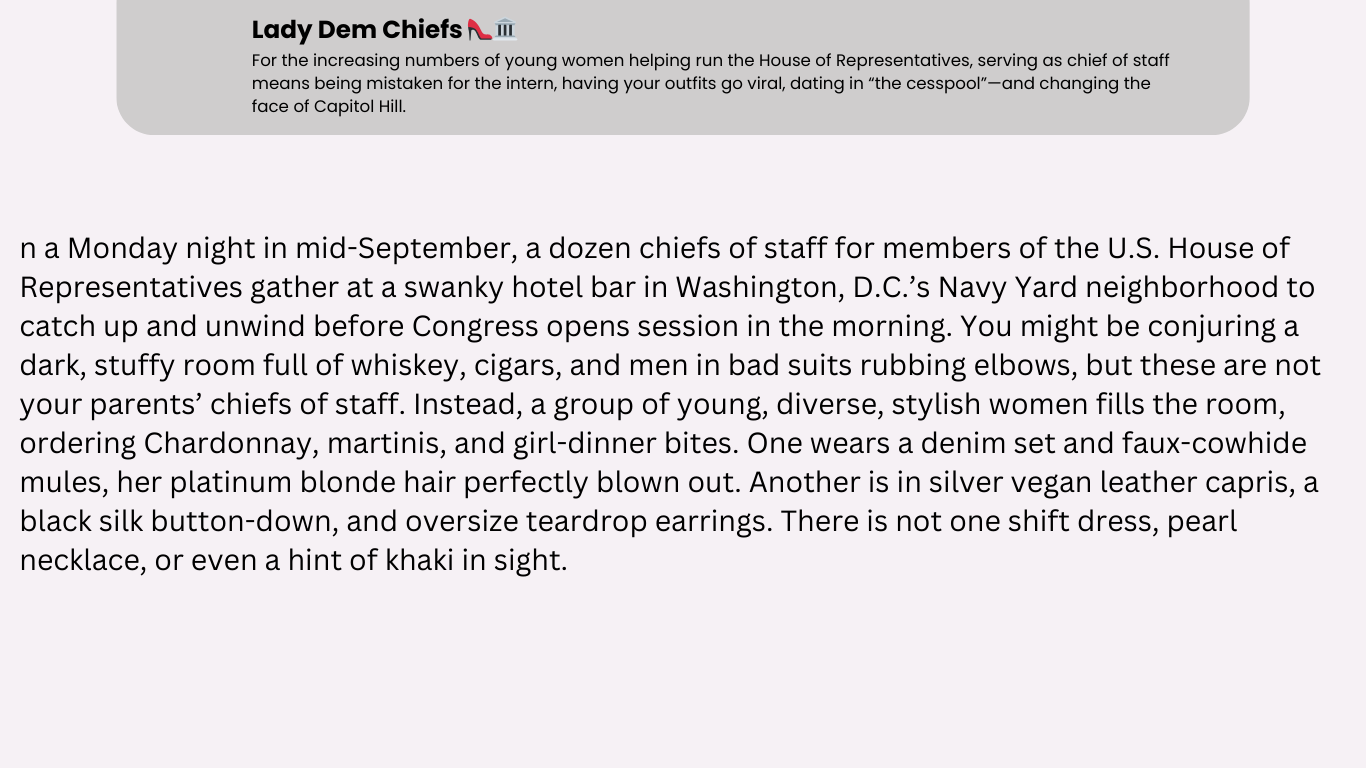 Lady Dem Chiefs 👠🏛️
For the increasing numbers of young women helping run the House of Representatives, serving as chief of staff
means being mistaken for the intern, having your outfits go viral, dating in “the cesspool”—and changing the
face of Capitol Hill.
n a Monday night in mid-September, a dozen chiefs of staff for members of the U.S. House of
Representatives gather at a swanky hotel bar in Washington, D.C.’s Navy Yard neighborhood to
catch up and unwind before Congress opens session in the morning. You might be conjuring a
dark, stuffy room full of whiskey, cigars, and men in bad suits rubbing elbows, but these are not
your parents’ chiefs of staff. Instead, a group of young, diverse, stylish women fills the room,
ordering Chardonnay, martinis, and girl-dinner bites. One wears a denim set and faux-cowhide
mules, her platinum blonde hair perfectly blown out. Another is in silver vegan leather capris, a
black silk button-down, and oversize teardrop earrings. There is not one shift dress, pearl
necklace, or even a hint of khaki in sight.